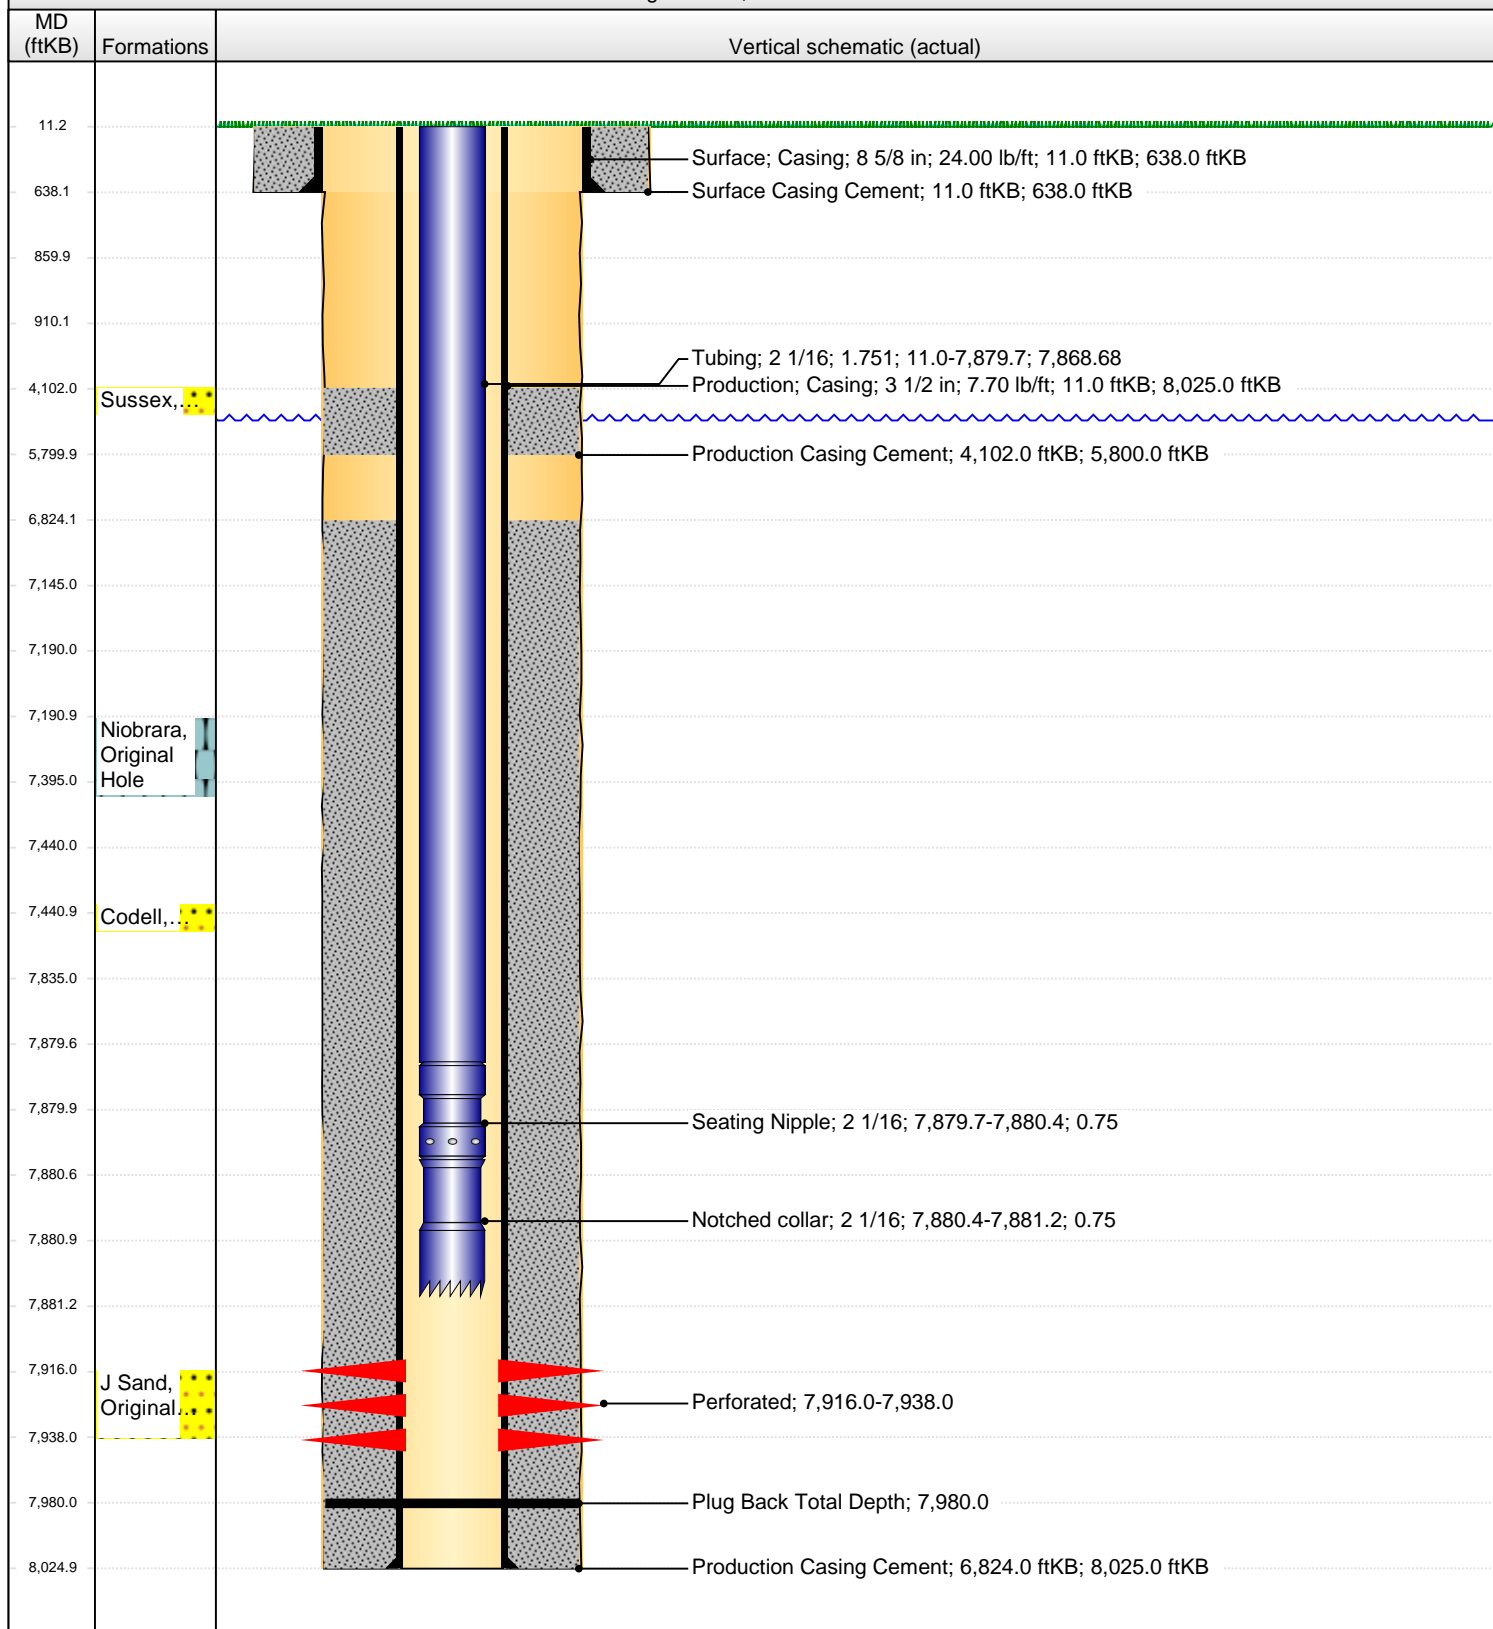 MD
(ftKB)
Formations
Vertical schematic (actual)
11.2
Surface; Casing; 8 5/8 in; 24.00 lb/ft; 11.0 ftKB; 638.0 ftKB
638.1
Surface Casing Cement; 11.0 ftKB; 638.0 ftKB
859.9
910.1
Tubing; 2 1/16; 1.751; 11.0-7,879.7; 7,868.68
4,102.0
Production; Casing; 3 1/2 in; 7.70 lb/ft; 11.0 ftKB; 8,025.0 ftKB
Sussex,...
5,799.9
Production Casing Cement; 4,102.0 ftKB; 5,800.0 ftKB
6,824.1
7,145.0
7,190.0
7,190.9
Niobrara,
Original
Hole
7,395.0
7,440.0
7,440.9
Codell,...
7,835.0
7,879.6
7,879.9
Seating Nipple; 2 1/16; 7,879.7-7,880.4; 0.75
7,880.6
Notched collar; 2 1/16; 7,880.4-7,881.2; 0.75
7,880.9
7,881.2
7,916.0
J Sand,
Original...
Perforated; 7,916.0-7,938.0
7,938.0
7,980.0
Plug Back Total Depth; 7,980.0
8,024.9
Production Casing Cement; 6,824.0 ftKB; 8,025.0 ftKB